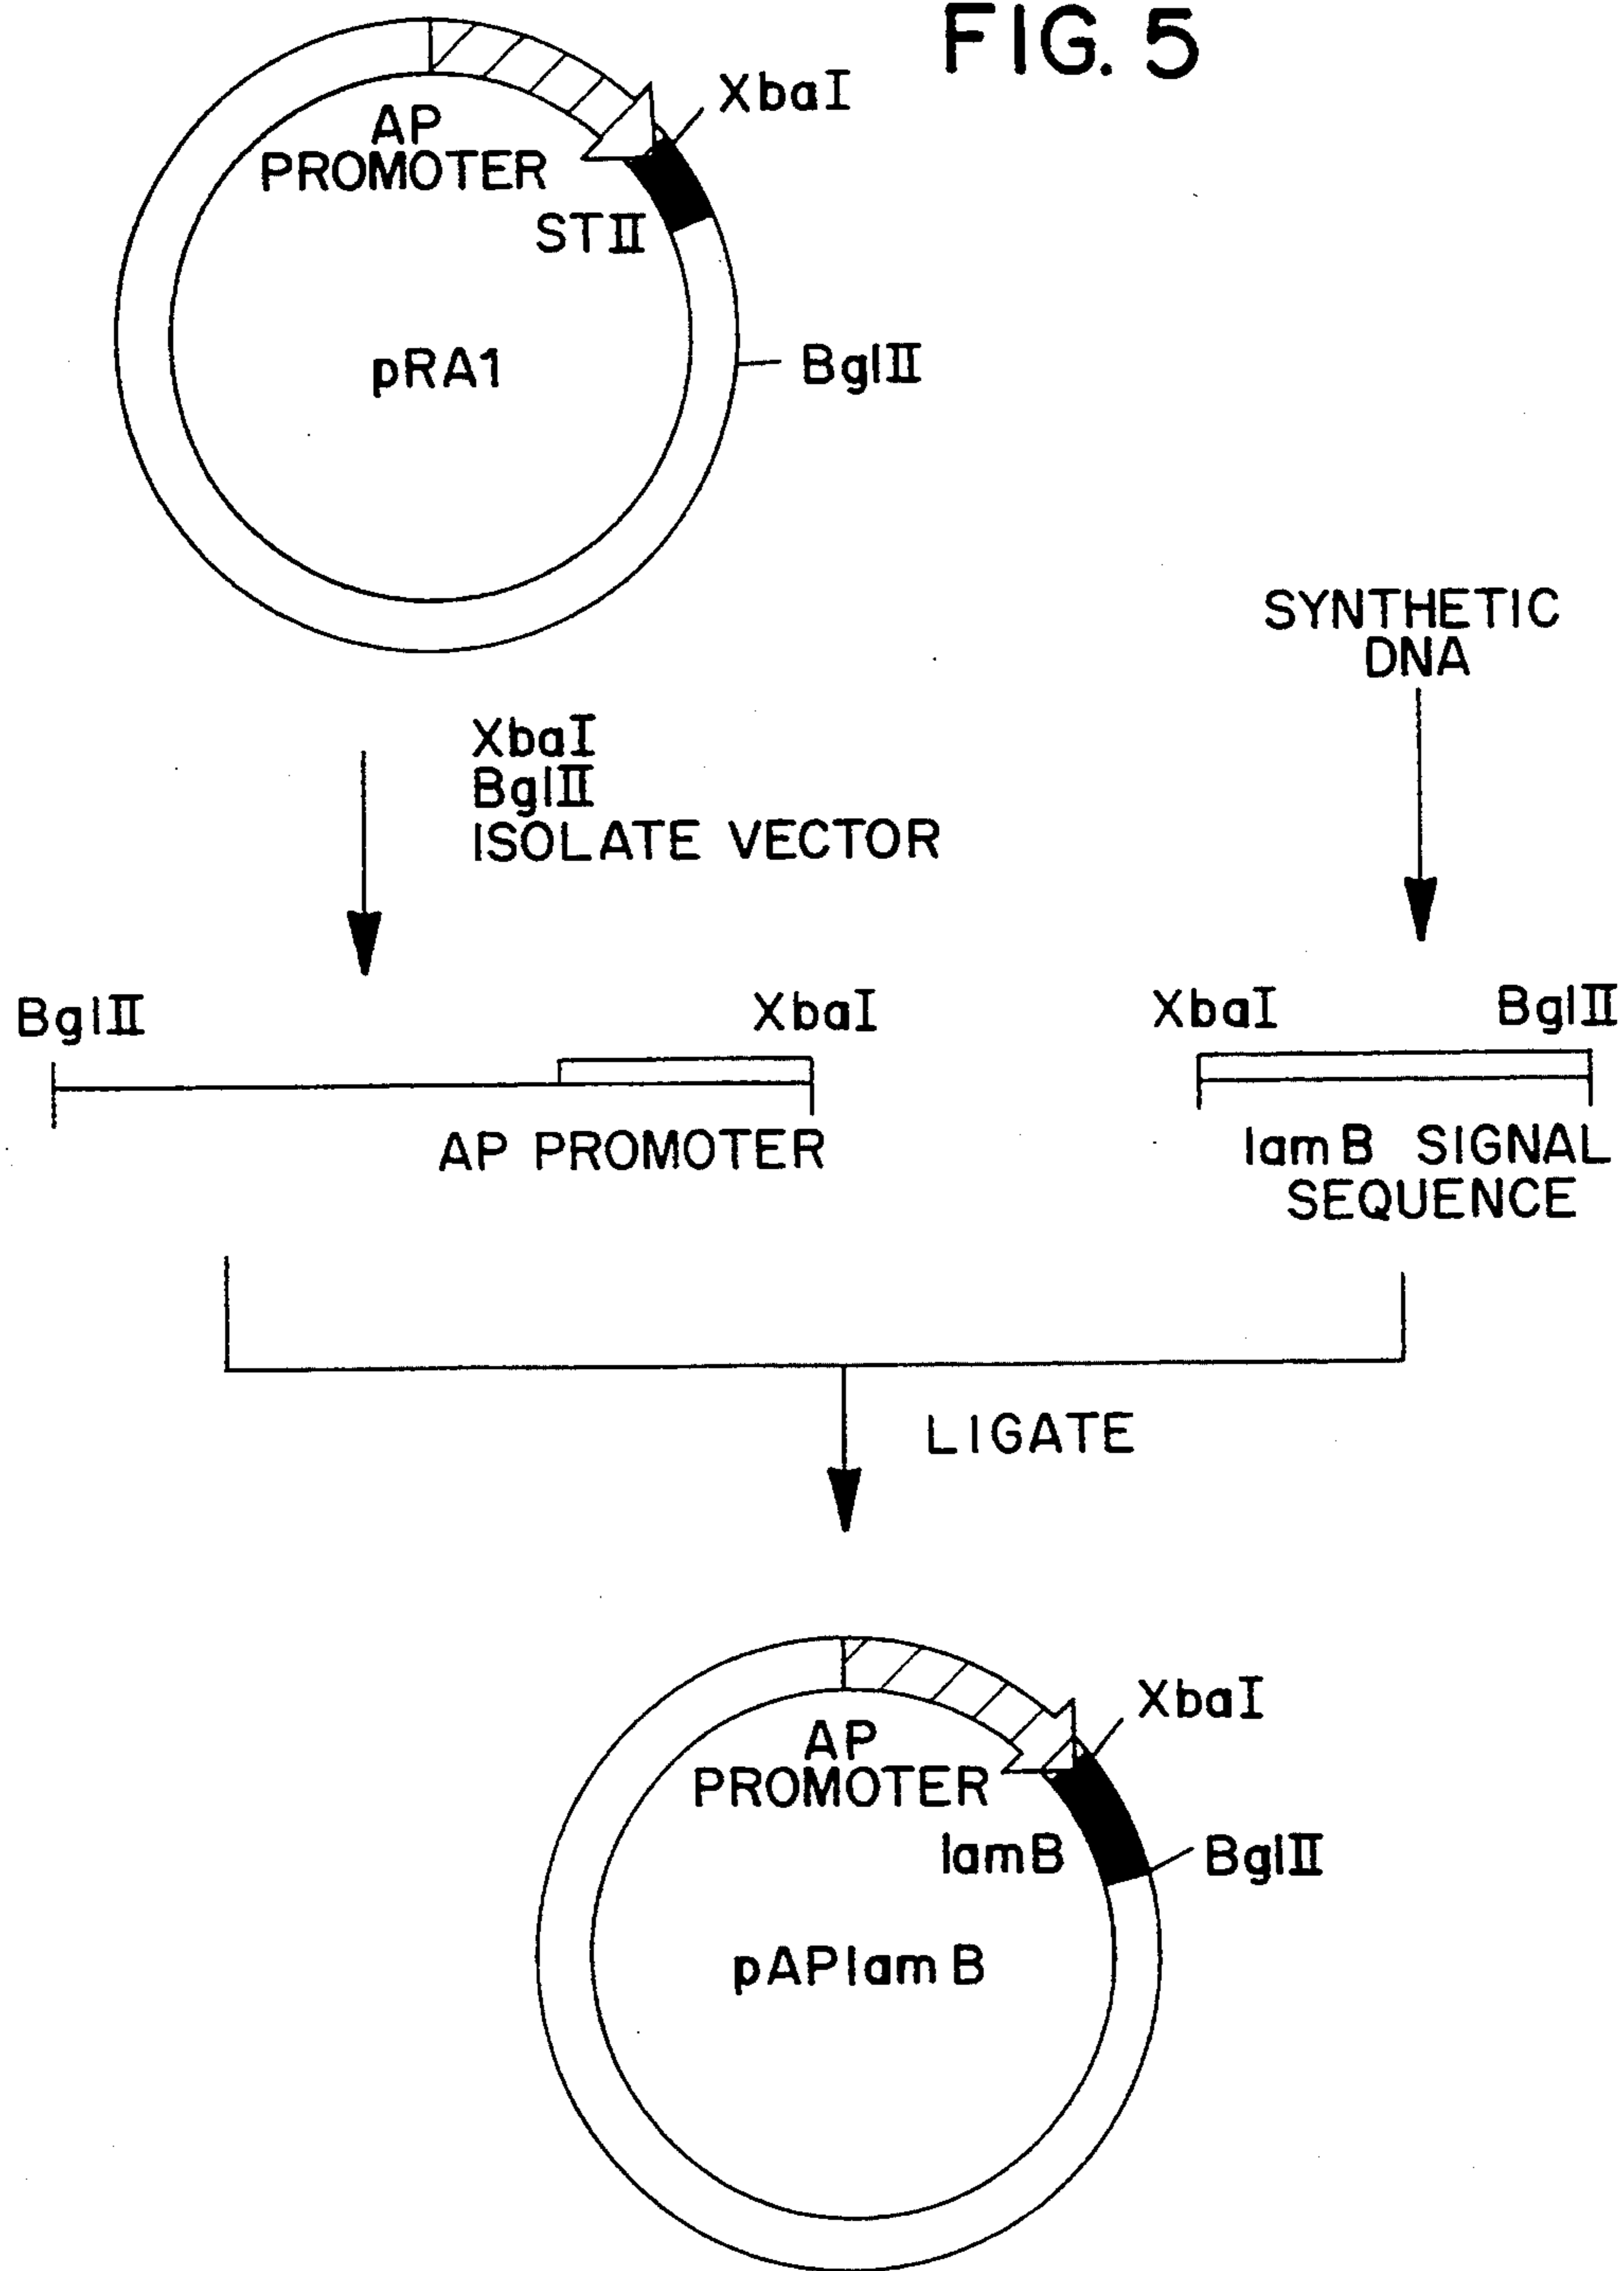 FIG. 5
XbaI
AP
PROMOTER
STII
BglII
pRA1
SYNTHETIC
DNA
XbaI
BglII
ISOLATE VECTOR
BglII
XbaI
XbaI
BglII
AP PROMOTER
lamB SIGNAL
SEQUENCE
LIGATE
XbaI
AP
PROMOTER
lamB
BglII
pAPlamB